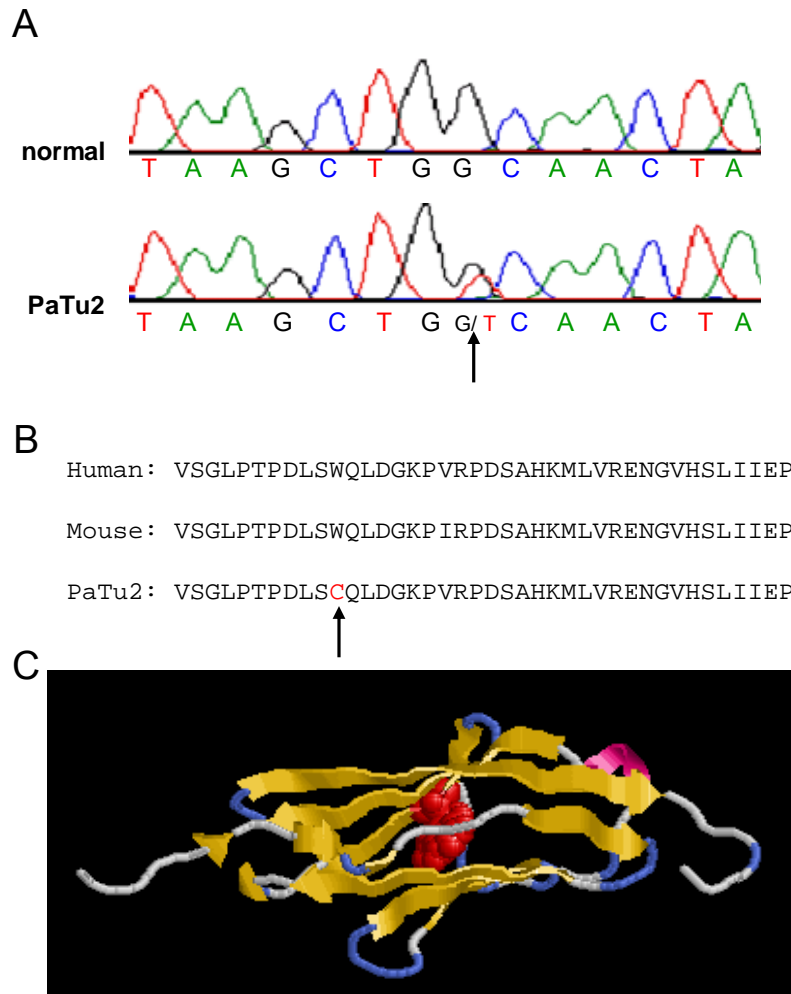 A
normal
T A A G C T G G C A A C T A
PaTu2
T A A G C T G G/T C A A C T A
B
Human: VSGLPTPDLSWQLDGKPVRPDSAHKMLVRENGVHSLIIEP
Mouse: VSGLPTPDLSWQLDGKPIRPDSAHKMLVRENGVHSLIIEP
PaTu2: VSGLPTPDLSCQLDGKPVRPDSAHKMLVRENGVHSLIIEP
C